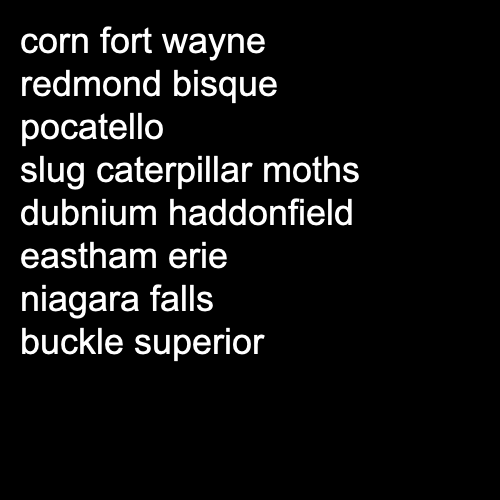 corn fort wayne
redmond bisque
pocatello
slug caterpillar moths
dubnium haddonfield
eastham erie
niagara falls
buckle superior